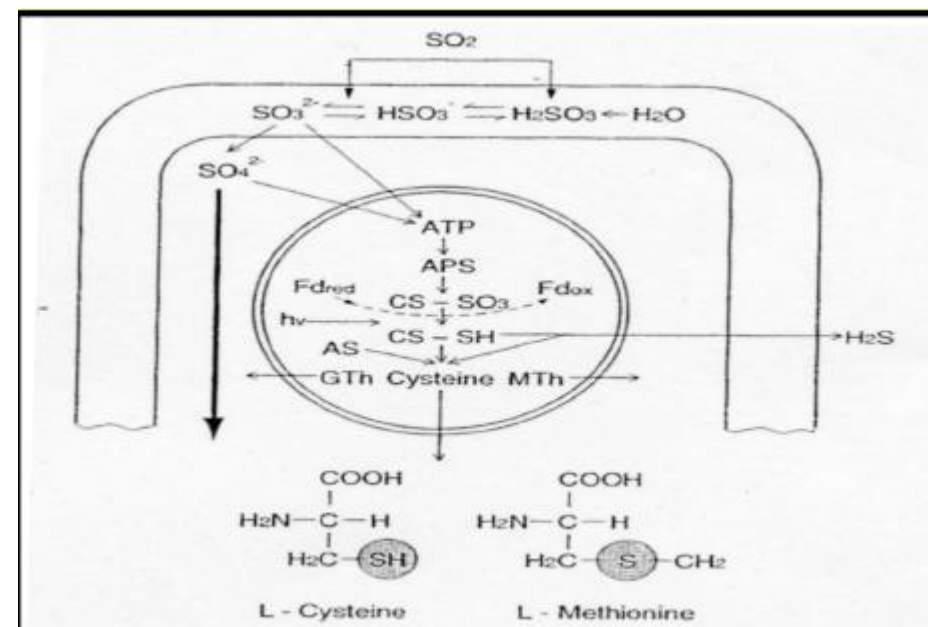 SO2
SO3 2- ⇌ HSO3 - ⇌ H2SO3 ← H2O
SO4 2-
ATP
APS
Fdred CS – SO3 Fdox
hv CS – SH H2S
AS
GTh Cysteine MTh
COOH COOH
H2N – C – H H2N – C – H
H2C – SH H2C – S – CH2
L - Cysteine L - Methionine